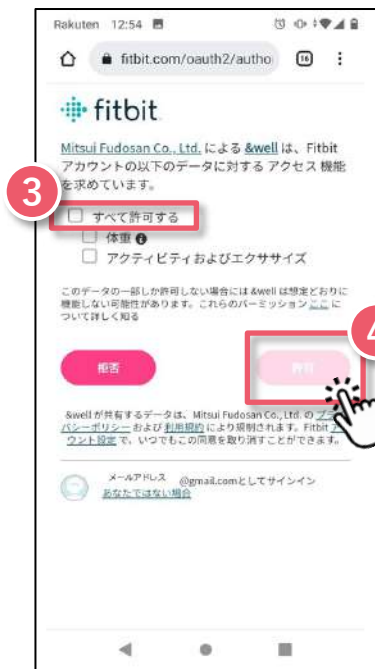 Rakuten 12:54
fitbit.com/oauth2/autho 16
fitbit
Mitsui Fudosan Co., Ltd. による &well は、Fitbit
アカウントの以下のデータに対する アクセス 機能
を求めています。
3
すべて許可する
体重
アクティビティおよびエクササイズ
このデータの一部しか許可しない場合には &well は想定どおりに
機能しない可能性があります。これらのパーミッション ここ に
ついて詳しく知る
4
拒否
許可
&well が共有するデータは、Mitsui Fudosan Co., Ltd. の プラ
バシーポリシー および 利用規約 により規制されます。Fitbit ア
ウント設定 で、いつでもこの同意を取り消すことができます。
メールアドレス @gmail.comとしてサインイン
あなたではない場合